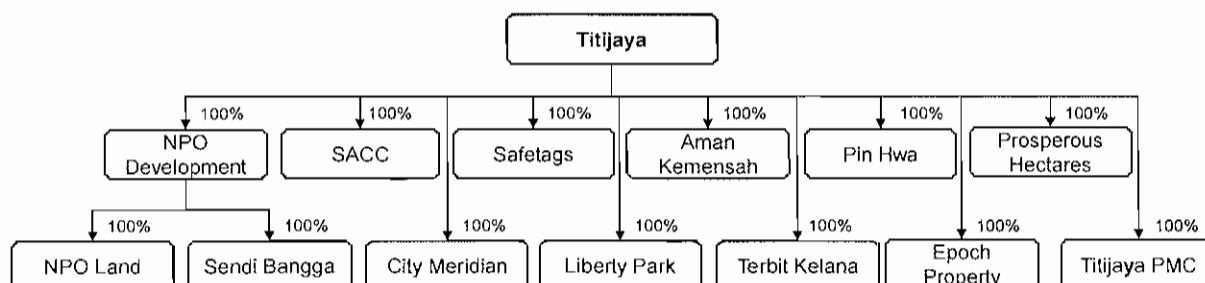 Titijaya
100% 100% 100% 100% 100% 100%
NPO
Development
SACC
Safetags
Aman
Kemensah
Pin Hwa
Prosperous
Hectares
100% 100% 100% 100% 100% 100% 100%
NPO Land
Sendi Bangga
City Meridian
Liberty Park
Terbit Kelana
Epoch
Property
Titijaya PMC